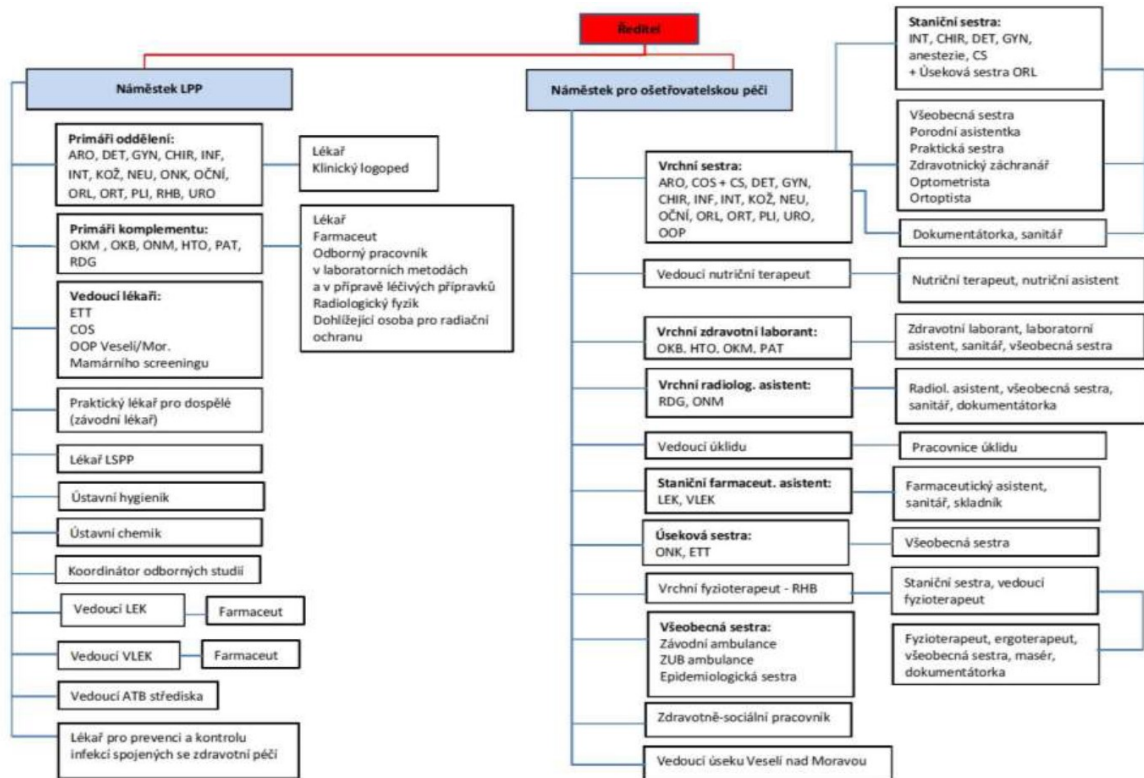 Ředitel
Náměstek LPP
Primáři oddělení:
ARO, DET, GYN, CHIR, INF,
INT, KOŽ, NEU, ONK, OČNÍ,
ORL, ORT, PLI, RHB, URO
Lékař
Klinický logoped
Primáři komplementu:
OKM , OKB, ONM, HTO, PAT,
RDG
Lékař
Farmaceut
Odborný pracovník
v laboratorních metodách
a v přípravě léčivých přípravků
Radiologický fyzik
Dohlížející osoba pro radiační
ochranu
Vedoucí lékaři:
ETT
COS
OOP Veselí/Mor.
Mamárního screeningu
Praktický lékař pro dospělé
(závodní lékař)
Lékař LSPP
Ústavní hygieník
Ústavní chemik
Koordinátor odborných studií
Vedoucí LEK
Farmaceut
Vedoucí VLEK
Farmaceut
Vedoucí ATB střediska
Lékař pro prevenci a kontrolu
infekcí spojených se zdravotní péčí
Náměstek pro ošetřovatelskou péči
Staniční sestra:
INT, CHIR, DET, GYN,
anestezie, CS
+ Úseková sestra ORL
Vrchní sestra:
ARO, COS + CS, DET, GYN,
CHIR, INF, INT, KOŽ, NEU,
OČNÍ, ORL, ORT, PLI, URO,
OOP
Všeobecná sestra
Porodní asistentka
Praktická sestra
Zdravotnický záchranář
Optometrista
Ortoptista
Dokumentátorka, sanitář
Vedoucí nutriční terapeut
Nutriční terapeut, nutriční asistent
Vrchní zdravotní laborant:
OKB, HTO, OKM, PAT
Zdravotní laborant, laboratorní
asistent, sanitář, všeobecná sestra
Vrchní radiolog. asistent:
RDG, ONM
Radiol. asistent, všeobecná sestra,
sanitář, dokumentátorka
Vedoucí úklidu
Pracovnice úklidu
Staniční farmaceut. asistent:
LEK, VLEK
Farmaceutický asistent,
sanitář, skladník
Úseková sestra:
ONK, ETT
Všeobecná sestra
Vrchní fyzioterapeut - RHB
Staniční sestra, vedoucí
fyzioterapeut
Všeobecná sestra:
Závodní ambulance
ZUB ambulance
Epidemiologická sestra
Fyzioterapeut, ergoterapeut,
všeobecná sestra, masér,
dokumentátorka
Zdravotně-sociální pracovník
Vedoucí úseku Veselí nad Moravou